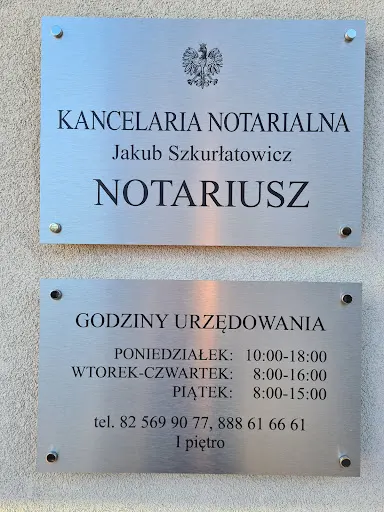 KANCELARIA NOTARIALNA
Jakub Szkurłatowicz
NOTARIUSZ
GODZINY URZĘDOWANIA
PONIEDZIAŁEK: 10:00-18:00
WTOREK-CZWARTEK: 8:00-16:00
PIĄTEK: 8:00-15:00
tel. 82 569 90 77, 888 61 66 61
I piętro